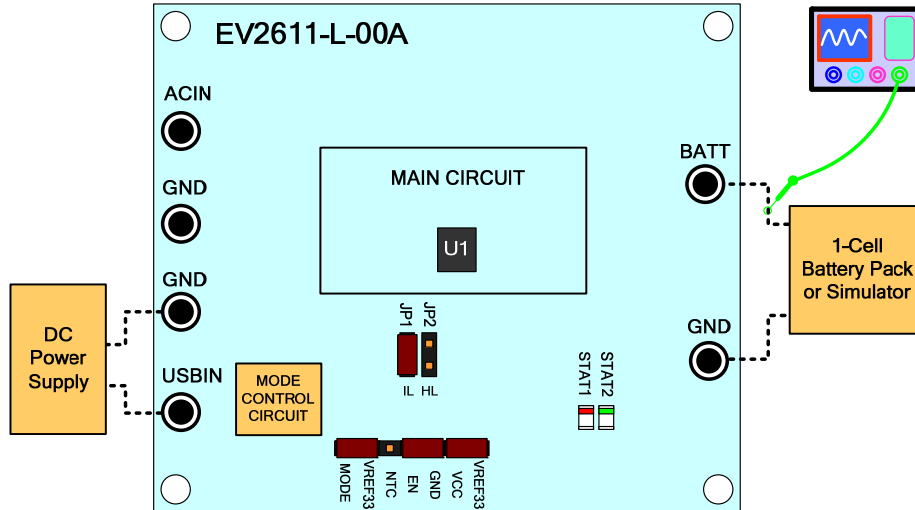 EV2611-L-00A
ACIN
GND
GND
USBIN
DC
Power
Supply
MAIN CIRCUIT
U1
JP1
JP2
IL
HL
MODE
CONTROL
CIRCUIT
MODE
VREF33
NTC
EN
GND
VCC
VREF33
STAT1
STAT2
BATT
GND
1-Cell
Battery Pack
or Simulator